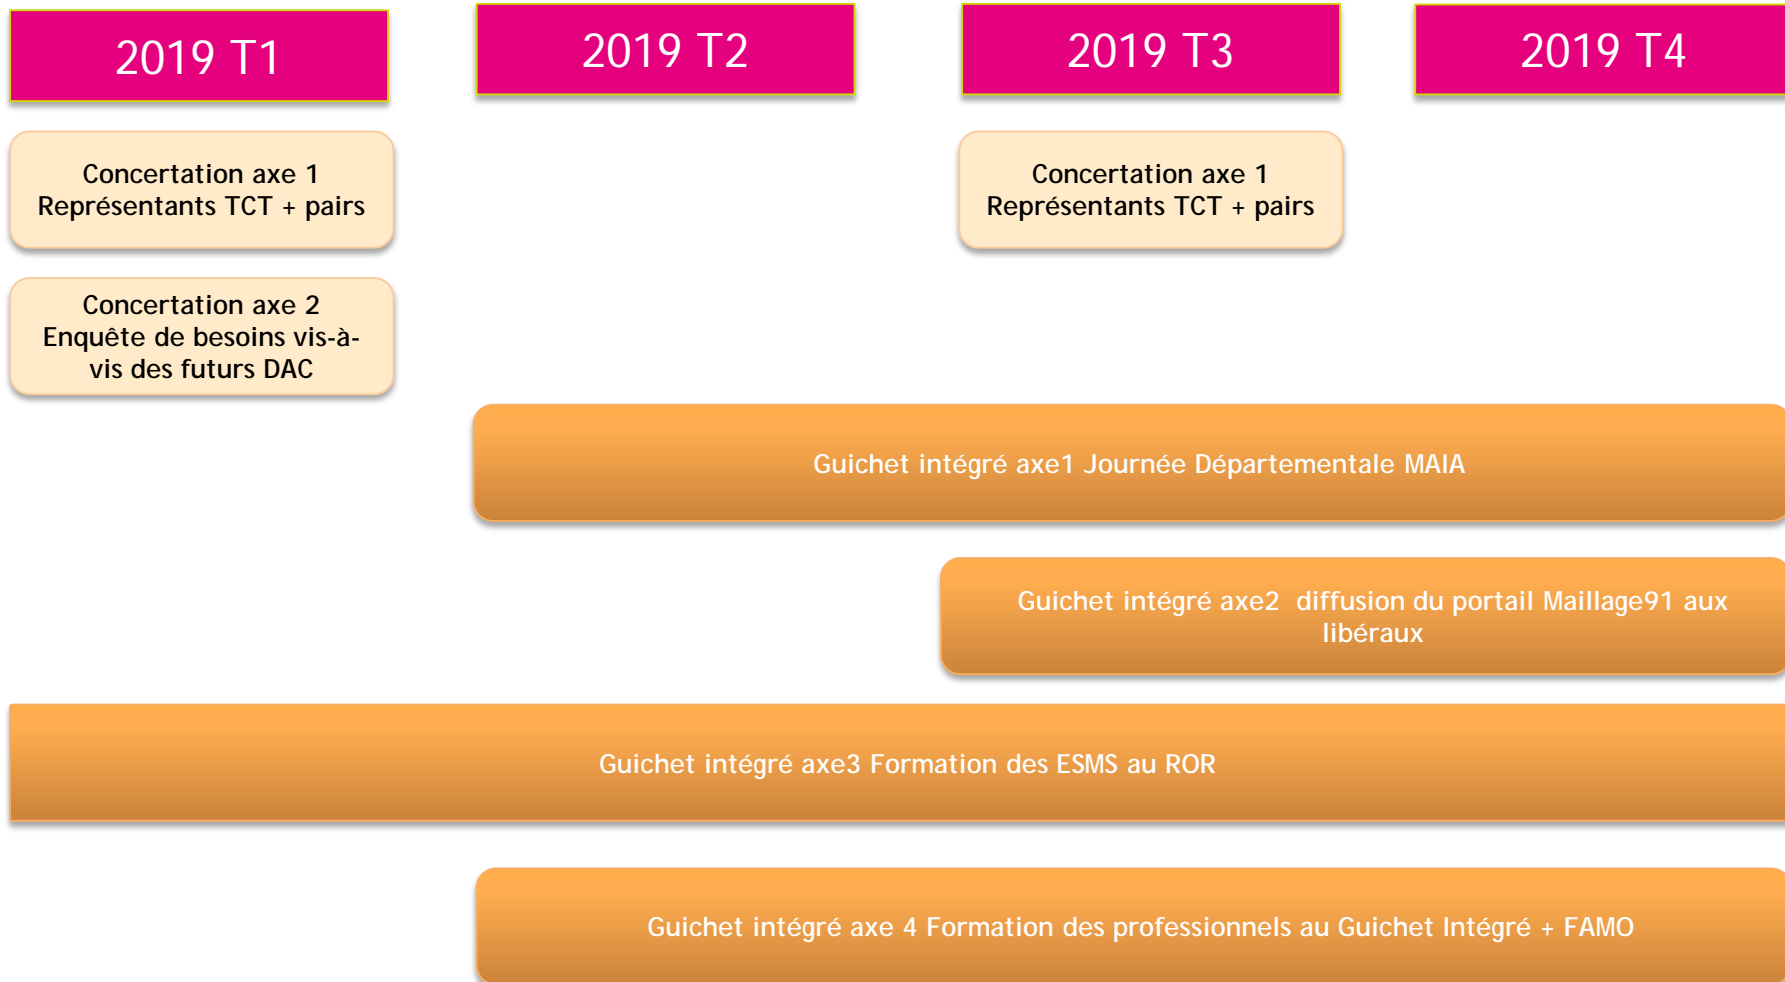 2019 T1
2019 T2
2019 T3
2019 T4
Concertation axe 1
Représentants TCT + pairs
Concertation axe 1
Représentants TCT + pairs
Concertation axe 2
Enquête de besoins vis-à-
vis des futurs DAC
Guichet intégré axe1 Journée Départementale MAIA
Guichet intégré axe2  diffusion du portail Maillage91 aux
libéraux
Guichet intégré axe3 Formation des ESMS au ROR
Guichet intégré axe 4 Formation des professionnels au Guichet Intégré + FAMO